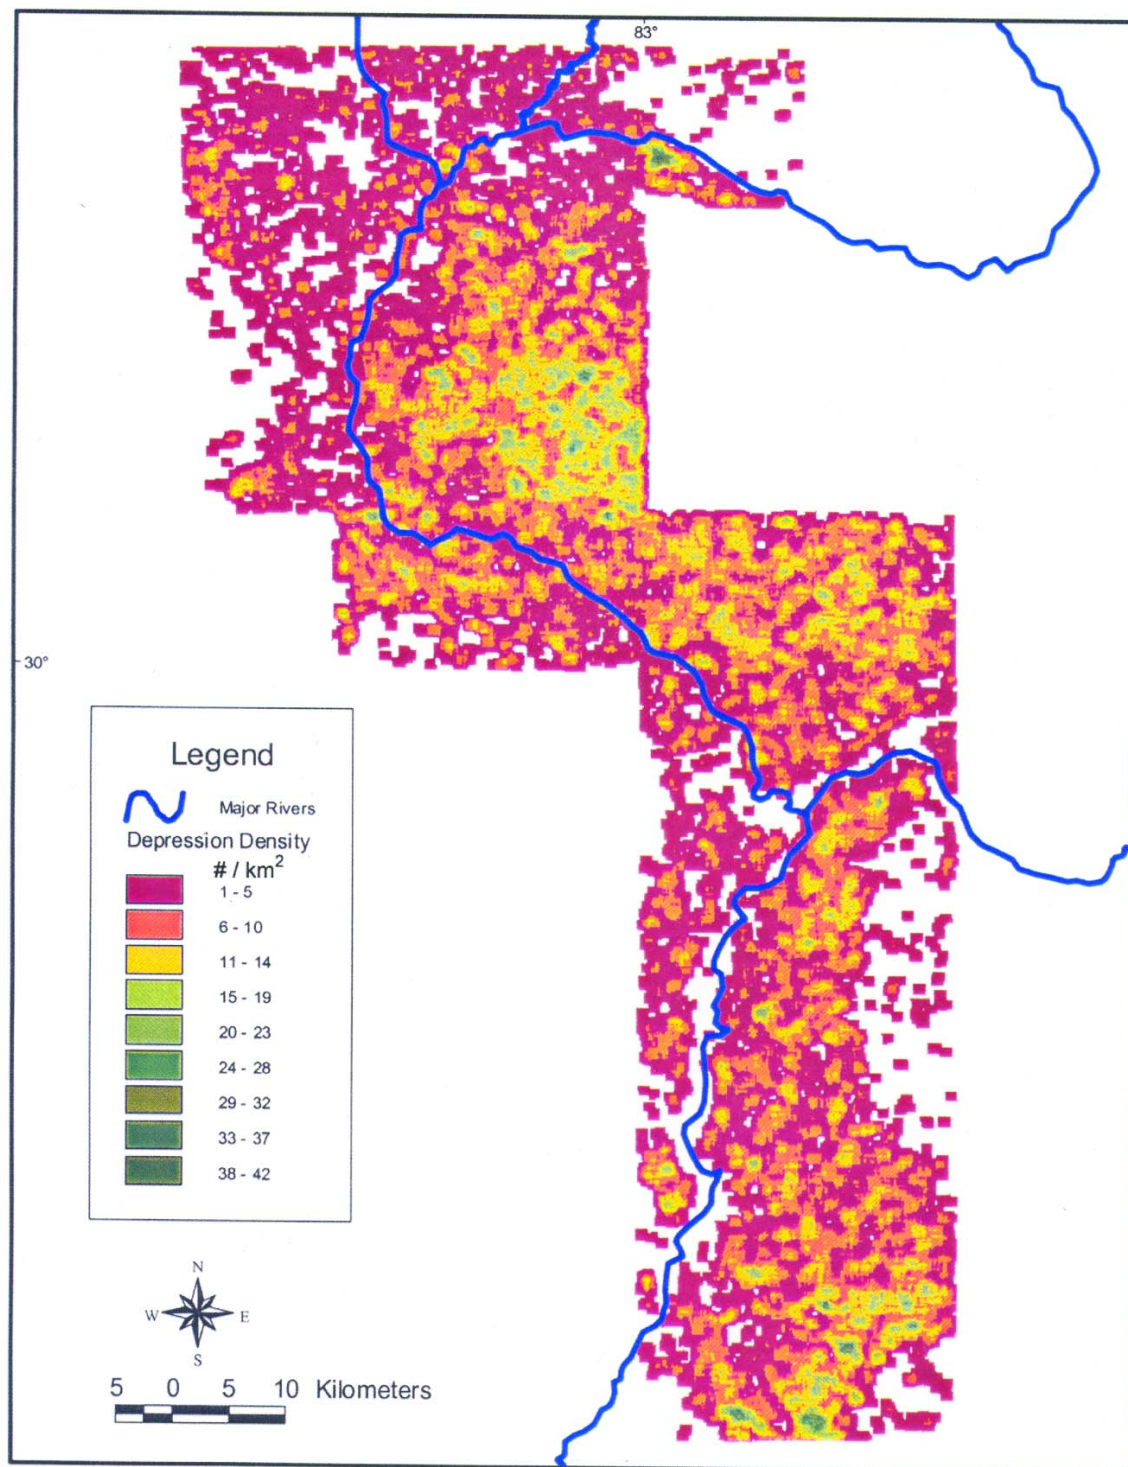 83°
30°
Legend
Major Rivers
Depression Density
# / km²
1 - 5
6 - 10
11 - 14
15 - 19
20 - 23
24 - 28
29 - 32
33 - 37
38 - 42
N
W E
S
5 0 5 10 Kilometers